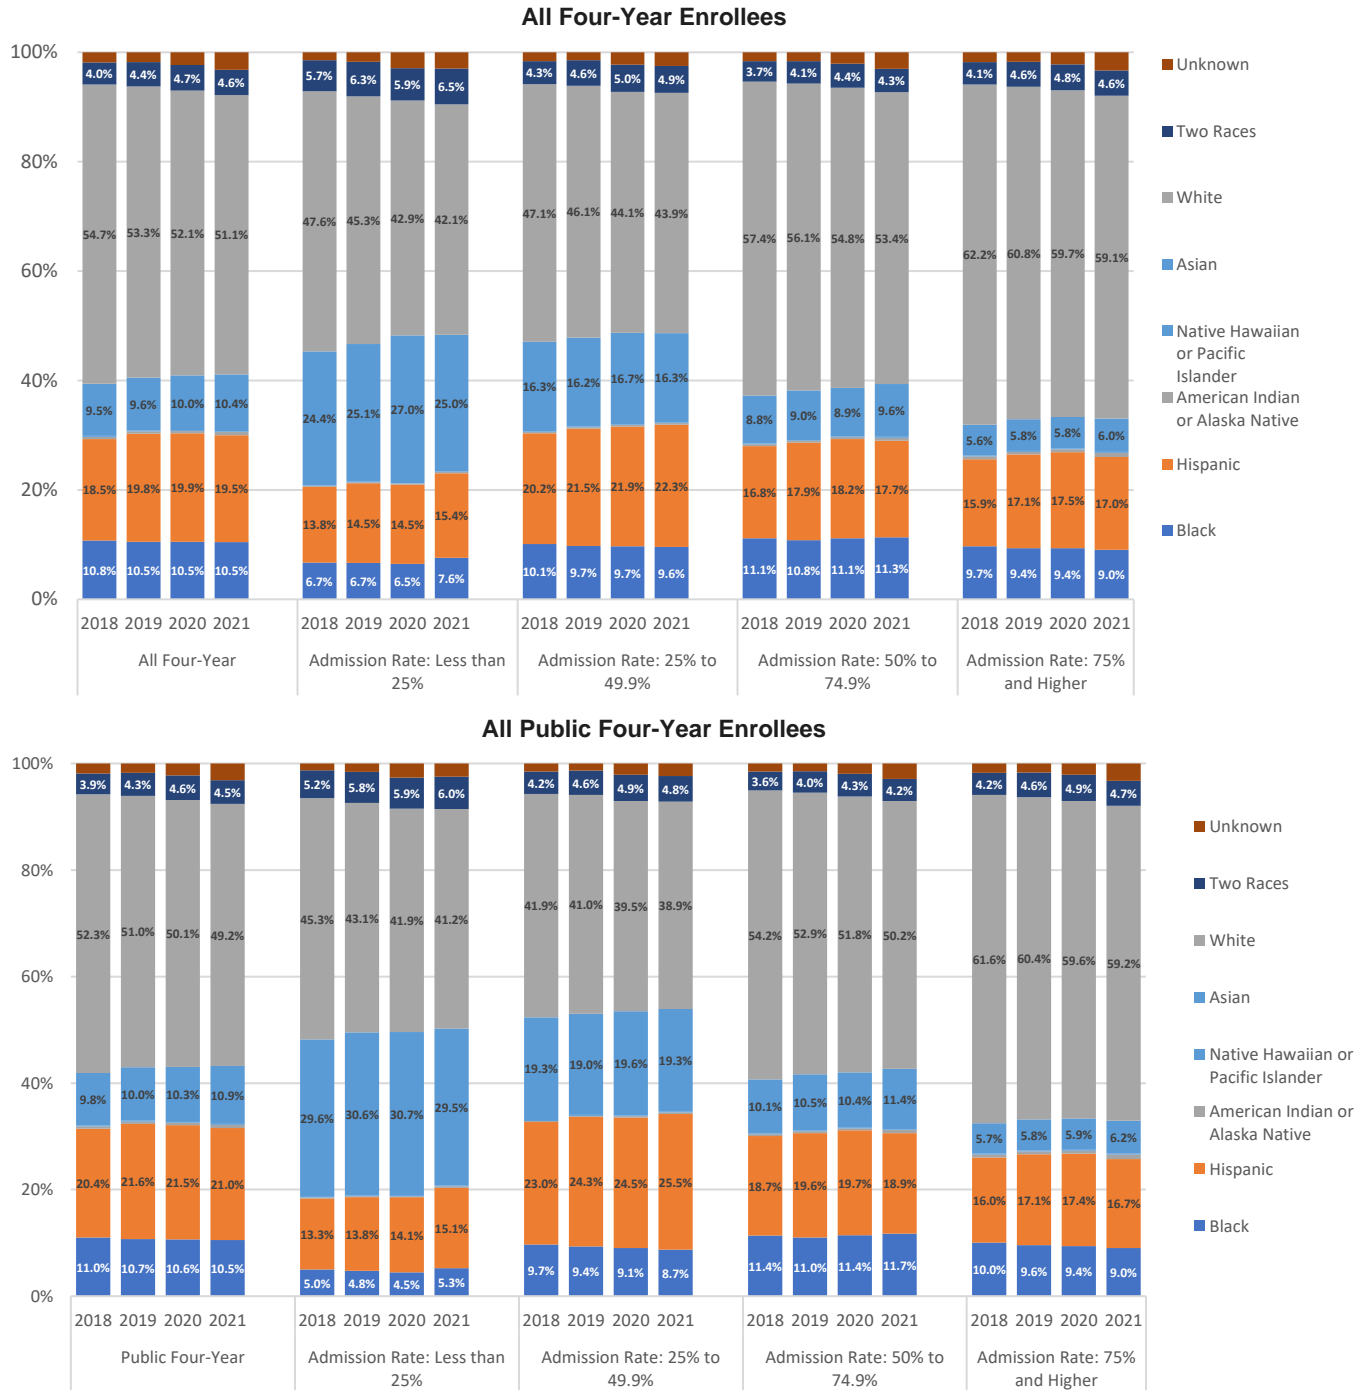 All Four-Year Enrollees
100%
80%
60%
40%
20%
0%
4.0% 4.4% 4.7% 4.6% 5.7% 6.3% 5.9% 6.5% 4.3% 4.6% 5.0% 4.9% 3.7% 4.1% 4.4% 4.3% 4.1% 4.6% 4.8% 4.6%
54.7% 53.3% 52.1% 51.1% 47.6% 45.3% 42.9% 42.1% 47.1% 46.1% 44.1% 43.9% 57.4% 56.1% 54.8% 53.4% 62.2% 60.8% 59.7% 59.1%
9.5% 9.6% 10.0% 10.4% 24.4% 25.1% 27.0% 25.0% 16.3% 16.2% 16.7% 16.3% 8.8% 9.0% 8.9% 9.6% 5.6% 5.8% 5.8% 6.0%
18.5% 19.8% 19.9% 19.5% 13.8% 14.5% 14.5% 15.4% 20.2% 21.5% 21.9% 22.3% 16.8% 17.9% 18.2% 17.7% 15.9% 17.1% 17.5% 17.0%
10.8% 10.5% 10.5% 10.5% 6.7% 6.7% 6.5% 7.6% 10.1% 9.7% 9.7% 9.6% 11.1% 10.8% 11.1% 11.3% 9.7% 9.4% 9.4% 9.0%
2018 2019 2020 2021 2018 2019 2020 2021 2018 2019 2020 2021 2018 2019 2020 2021 2018 2019 2020 2021
All Four-Year
Admission Rate: Less than
25%
Admission Rate: 25% to
49.9%
Admission Rate: 50% to
74.9%
Admission Rate: 75%
and Higher
Unknown
Two Races
White
Asian
Native Hawaiian
or Pacific
Islander
American Indian
or Alaska Native
Hispanic
Black
All Public Four-Year Enrollees
100%
80%
60%
40%
20%
0%
3.9% 4.3% 4.6% 4.5% 5.2% 5.8% 5.9% 6.0% 4.2% 4.6% 4.9% 4.8% 3.6% 4.0% 4.3% 4.2% 4.2% 4.6% 4.9% 4.7%
52.3% 51.0% 50.1% 49.2% 45.3% 43.1% 41.9% 41.2% 41.9% 41.0% 39.5% 38.9% 54.2% 52.9% 51.8% 50.2% 61.6% 60.4% 59.6% 59.2%
9.8% 10.0% 10.3% 10.9% 29.6% 30.6% 30.7% 29.5% 19.3% 19.0% 19.6% 19.3% 10.1% 10.5% 10.4% 11.4% 5.7% 5.8% 5.9% 6.2%
20.4% 21.6% 21.5% 21.0% 13.3% 13.8% 14.1% 15.1% 23.0% 24.3% 24.5% 25.5% 18.7% 19.6% 19.7% 18.9% 16.0% 17.1% 17.4% 16.7%
11.0% 10.7% 10.6% 10.5% 5.0% 4.8% 4.5% 5.3% 9.7% 9.4% 9.1% 8.7% 11.4% 11.0% 11.4% 11.7% 10.0% 9.6% 9.4% 9.0%
2018 2019 2020 2021 2018 2019 2020 2021 2018 2019 2020 2021 2018 2019 2020 2021 2018 2019 2020 2021
Public Four-Year
Admission Rate: Less than
25%
Admission Rate: 25% to
49.9%
Admission Rate: 50% to
74.9%
Admission Rate: 75%
and Higher
Unknown
Two Races
White
Asian
Native Hawaiian or
Pacific Islander
American Indian or
Alaska Native
Hispanic
Black